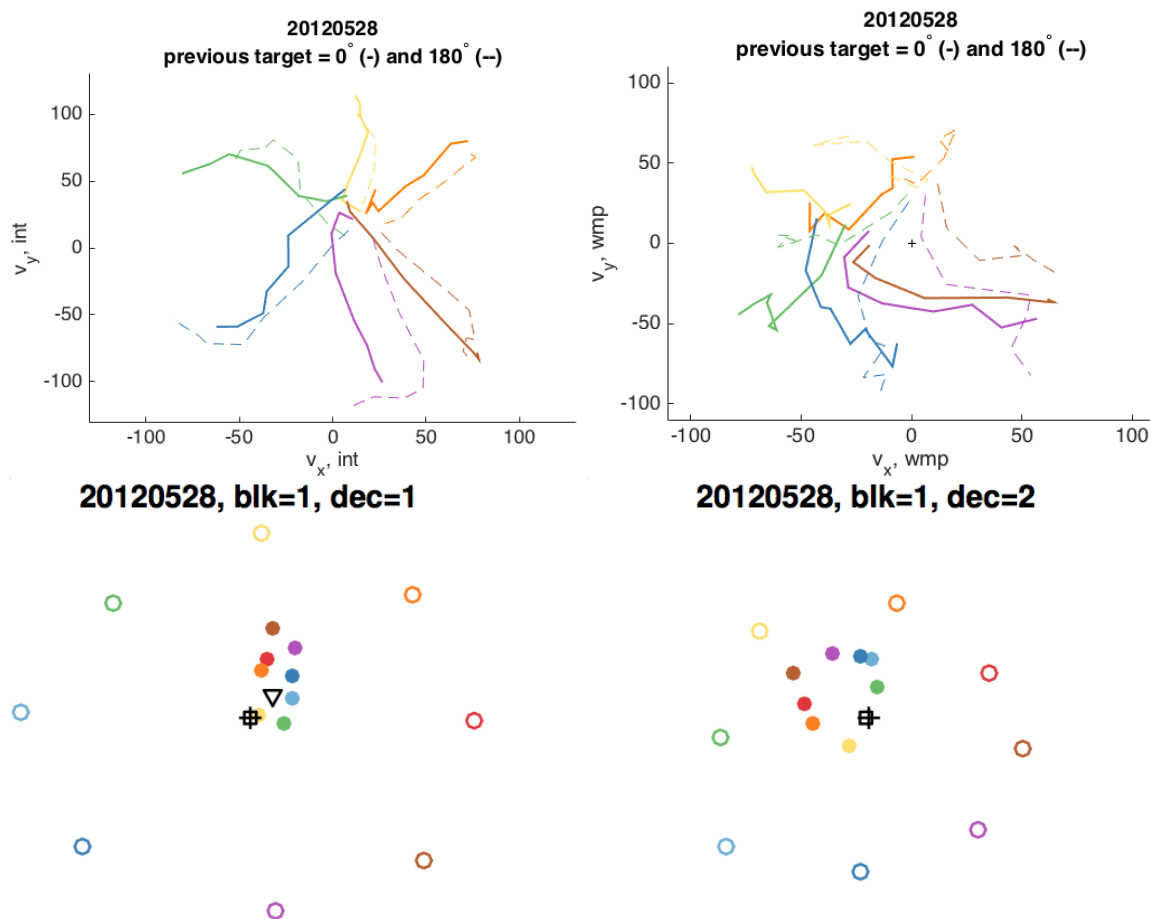 20120528
previous target = 0° (-) and 180° (--)
100
50
0
-50
-100
v_y, int
-100
-50
0
50
100
v_x, int
20120528
previous target = 0° (-) and 180° (--)
100
50
0
-50
-100
v_y, wmp
-100
-50
0
50
100
v_x, wmp
20120528, blk=1, dec=1
20120528, blk=1, dec=2